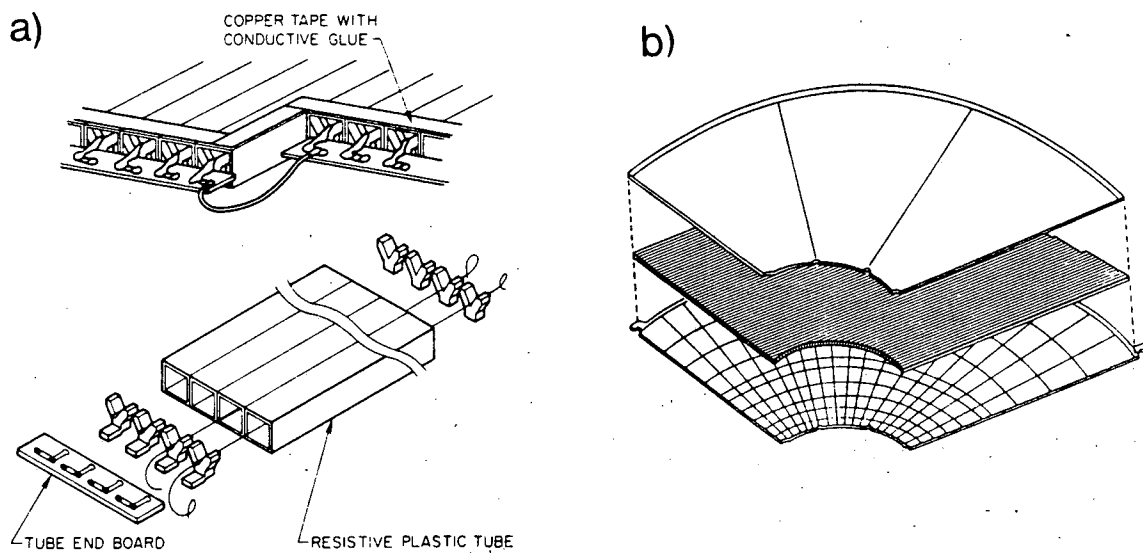 a)
COPPER TAPE WITH
CONDUCTIVE GLUE
b)
TUBE END BOARD
RESISTIVE PLASTIC TUBE